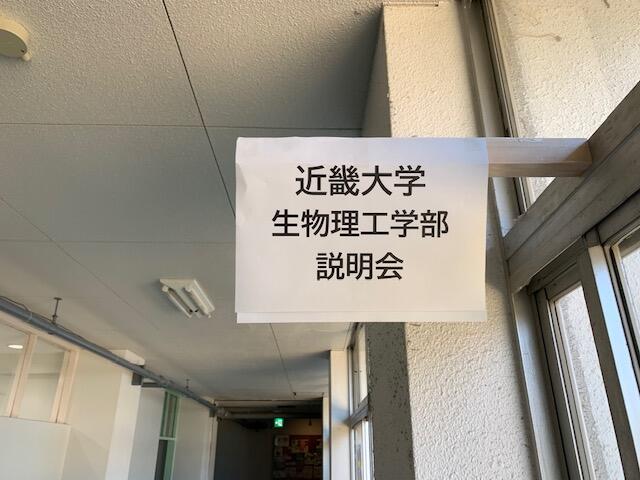 近畿大学
生物理工学部
説明会